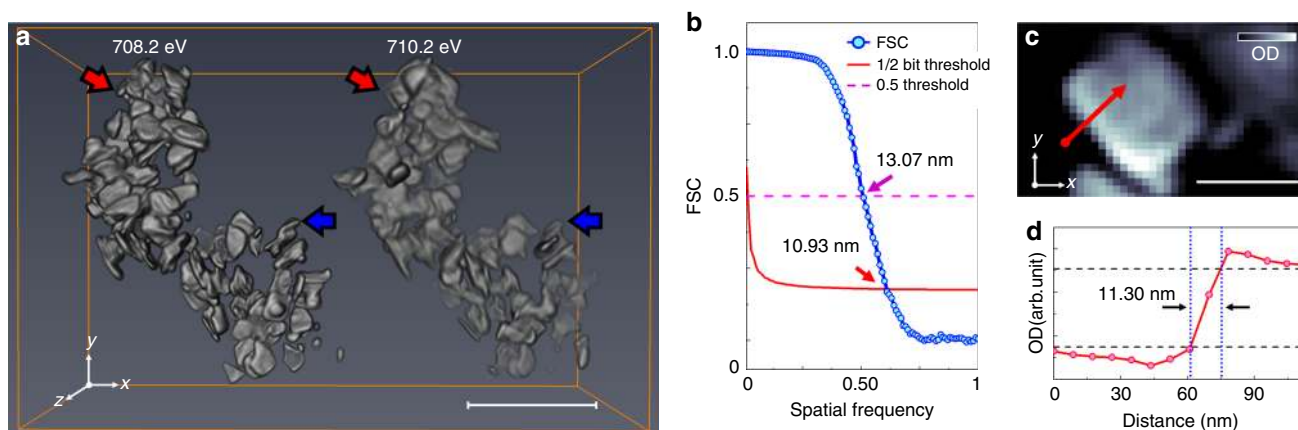 a
708.2 eV
710.2 eV
y
x
z
b
1.0
0.5
0
FSC
FSC
1/2 bit threshold
0.5 threshold
13.07 nm
10.93 nm
0
0.50
1
Spatial frequency
c
OD
y
x
d
OD(arb.unit)
11.30 nm
0
30
60
90
Distance (nm)